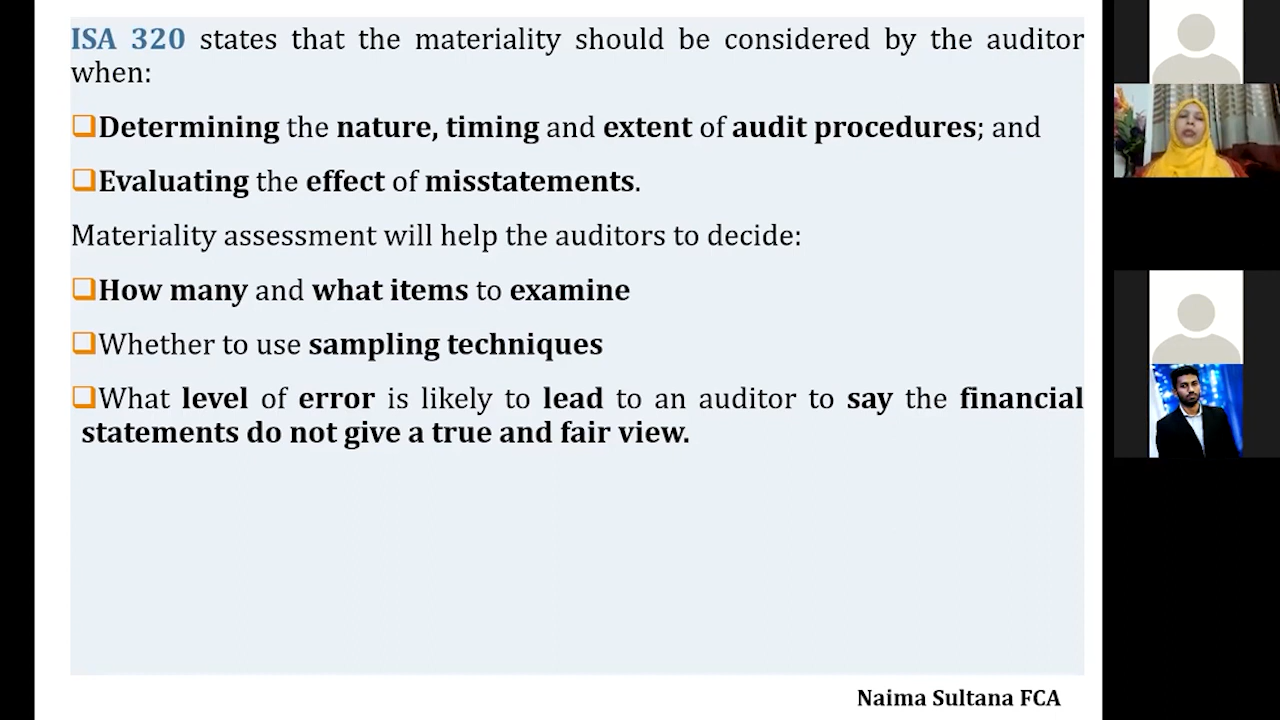 ISA 320 states that the materiality should be considered by the auditor
when:
❑Determining the nature, timing and extent of audit procedures; and
❑Evaluating the effect of misstatements.
Materiality assessment will help the auditors to decide:
❑How many and what items to examine
❑Whether to use sampling techniques
❑What level of error is likely to lead to an auditor to say the financial
statements do not give a true and fair view.
Naima Sultana FCA